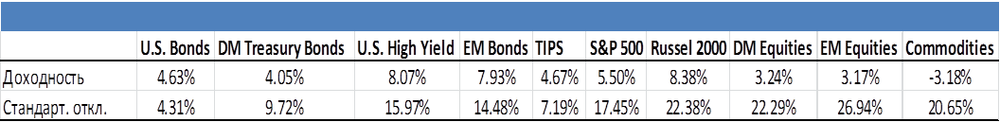 U.S. Bonds DM Treasury Bonds U.S. High Yield EM Bonds TIPS S&P 500 Russel 2000 DM Equities EM Equities Commodities
Доходность 4.63% 4.05% 8.07% 7.93% 4.67% 5.50% 8.38% 3.24% 3.17% -3.18%
Стандарт. откл. 4.31% 9.72% 15.97% 14.48% 7.19% 17.45% 22.38% 22.29% 26.94% 20.65%